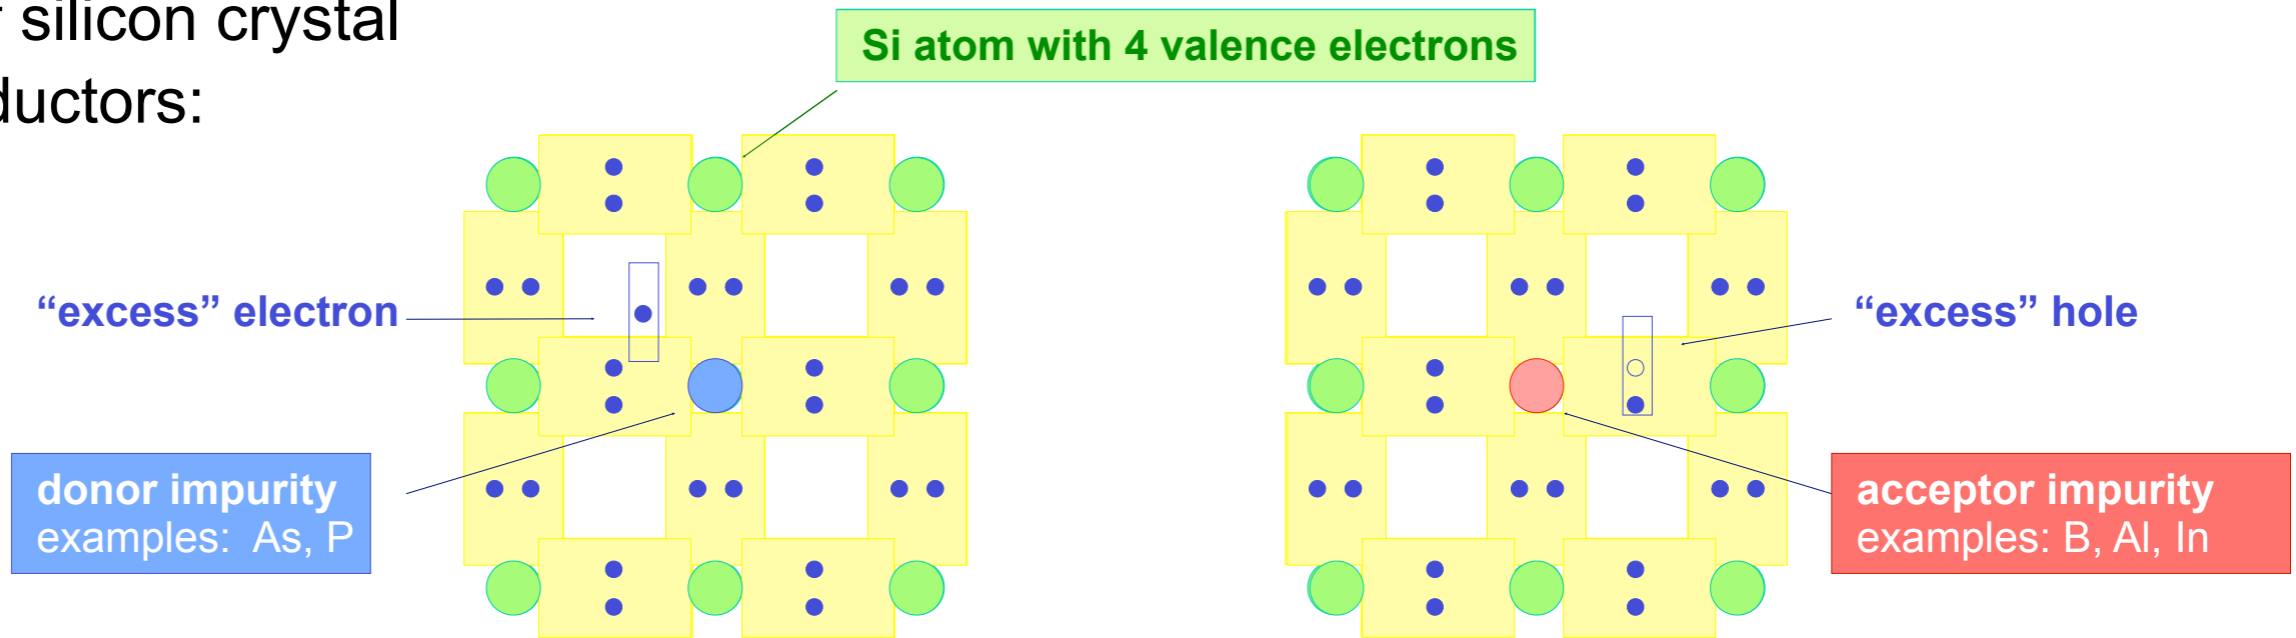 silicon crystal
ductors:
Si atom with 4 valence electrons
“excess” electron
“excess” hole
donor impurity
examples: As, P
acceptor impurity
examples: B, Al, In